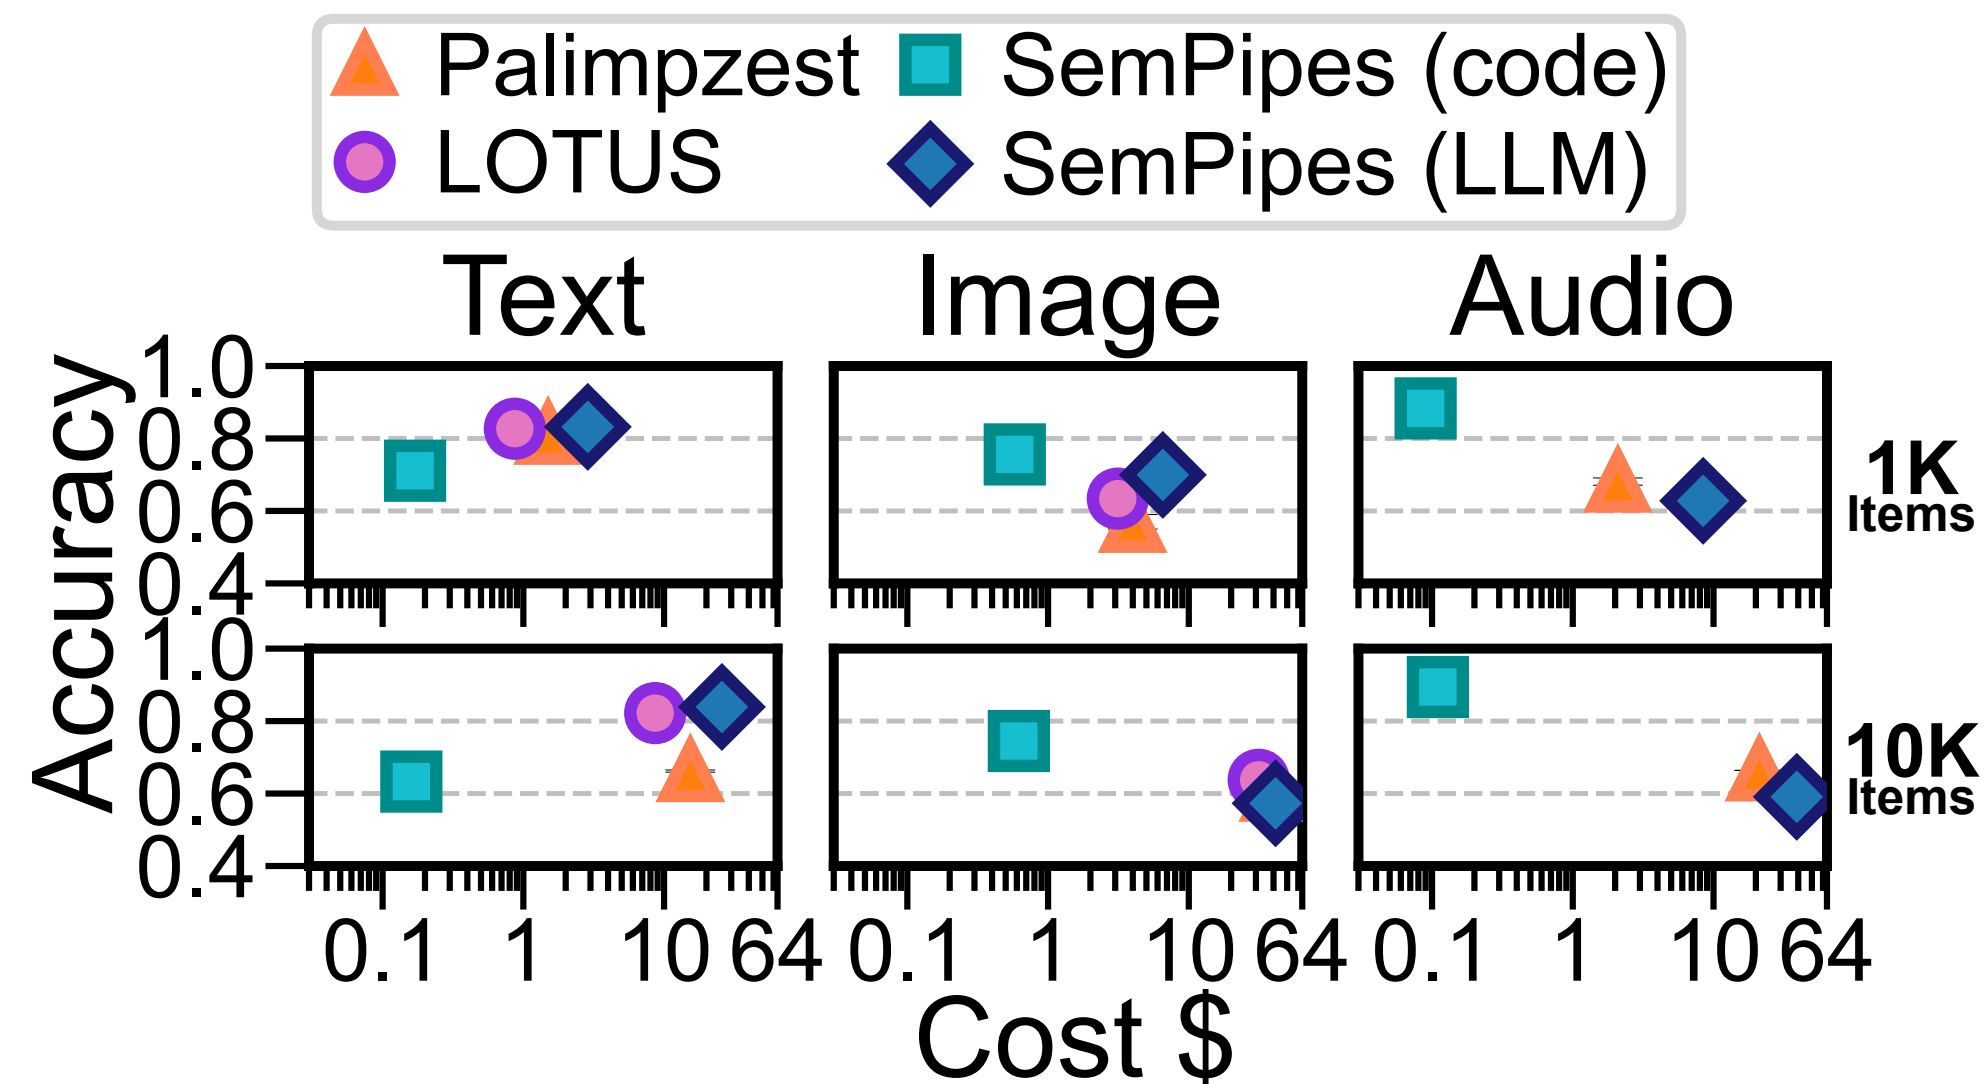 Palimpzest
SemPipes (code)
LOTUS
SemPipes (LLM)
Text
Image
Audio
Accuracy
1.0
0.8
0.6
0.4
1K
Items
1.0
0.8
0.6
0.4
10K
Items
0.1 1 10 64
0.1 1 10 64
0.1 1 10 64
Cost $